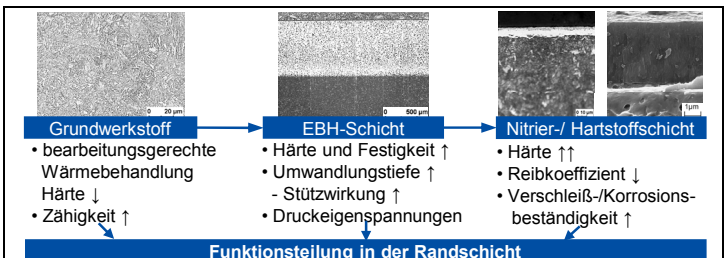 0 20 µm
0 500 µm
0 10 µm
1µm
Grundwerkstoff
EBH-Schicht
Nitrier-/ Hartstoffschicht
• bearbeitungsgerechte
Wärmebehandlung
Härte ↓
• Zähigkeit ↑
• Härte und Festigkeit ↑
• Umwandlungstiefe ↑
- Stützwirkung ↑
• Druckeigenspannungen
• Härte ↑↑
• Reibkoeffizient ↓
• Verschleiß-/Korrosions-
beständigkeit ↑
Funktionsteilung in der Randschicht